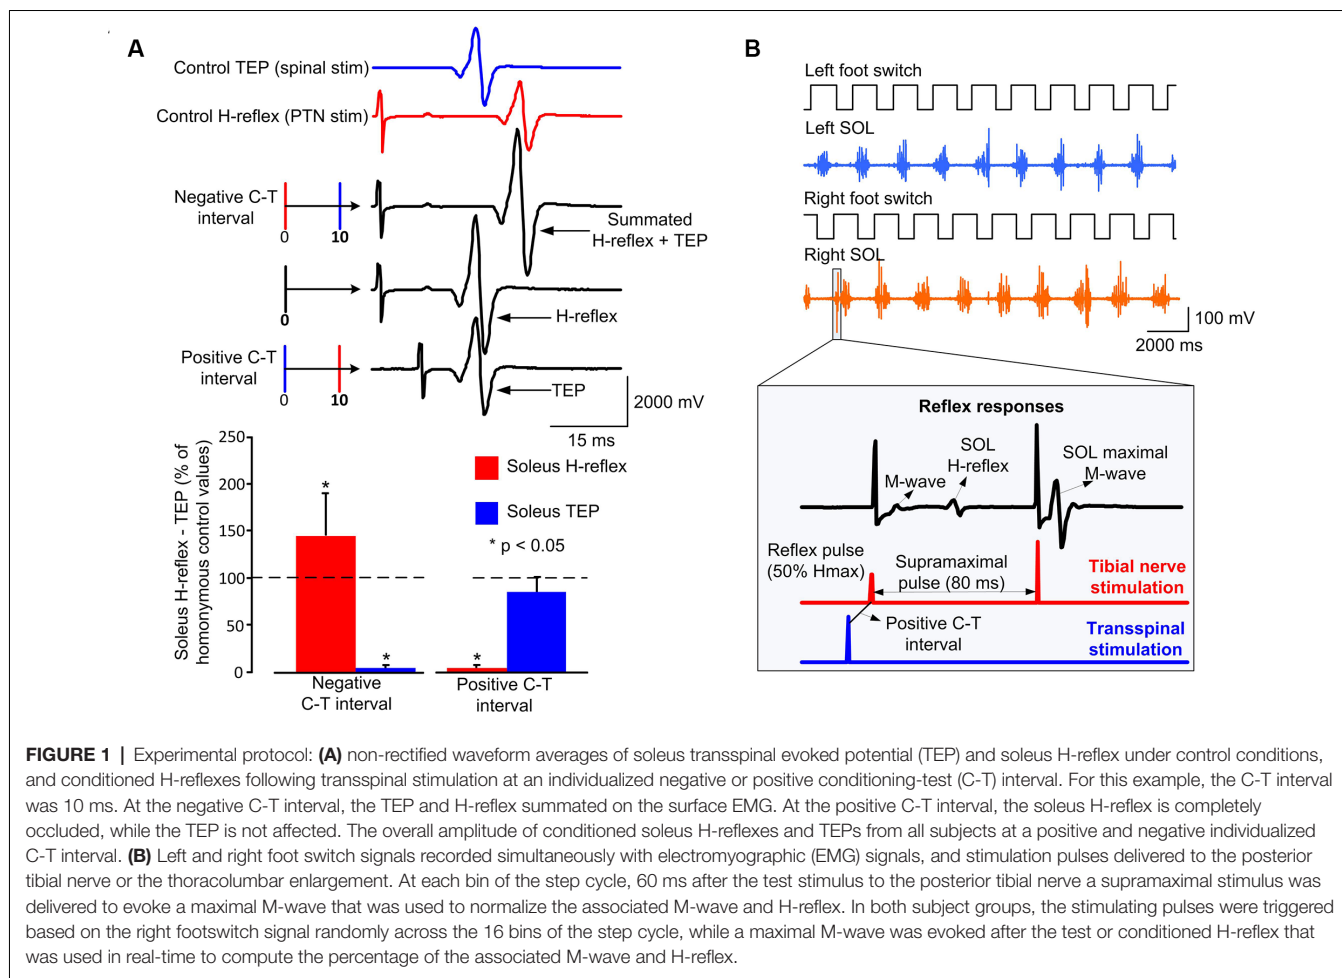 A
Control TEP (spinal stim)
Control H-reflex (PTN stim)
Negative C-T
interval
0
10
Summated
H-reflex + TEP
0
H-reflex
Positive C-T
interval
0
10
TEP
2000 mV
15 ms
Soleus H-reflex - TEP (% of
homonymous control values)
250
200
150
100
50
0
*
*
*
Soleus H-reflex
Soleus TEP
* p < 0.05
Negative
C-T interval
Positive C-T
interval
B
Left foot switch
Left SOL
Right foot switch
Right SOL
100 mV
2000 ms
Reflex responses
M-wave
SOL
H-reflex
SOL maximal
M-wave
Reflex pulse
(50% Hmax)
Supramaximal
pulse (80 ms)
Tibial nerve
stimulation
Positive C-T
interval
Transspinal
stimulation
FIGURE 1 | Experimental protocol: (A) non-rectified waveform averages of soleus transspinal evoked potential (TEP) and soleus H-reflex under control conditions,
and conditioned H-reflexes following transspinal stimulation at an individualized negative or positive conditioning-test (C-T) interval. For this example, the C-T interval
was 10 ms. At the negative C-T interval, the TEP and H-reflex summated on the surface EMG. At the positive C-T interval, the soleus H-reflex is completely
occluded, while the TEP is not affected. The overall amplitude of conditioned soleus H-reflexes and TEPs from all subjects at a positive and negative individualized
C-T interval. (B) Left and right foot switch signals recorded simultaneously with electromyographic (EMG) signals, and stimulation pulses delivered to the posterior
tibial nerve or the thoracolumbar enlargement. At each bin of the step cycle, 60 ms after the test stimulus to the posterior tibial nerve a supramaximal stimulus was
delivered to evoke a maximal M-wave that was used to normalize the associated M-wave and H-reflex. In both subject groups, the stimulating pulses were triggered
based on the right footswitch signal randomly across the 16 bins of the step cycle, while a maximal M-wave was evoked after the test or conditioned H-reflex that
was used in real-time to compute the percentage of the associated M-wave and H-reflex.